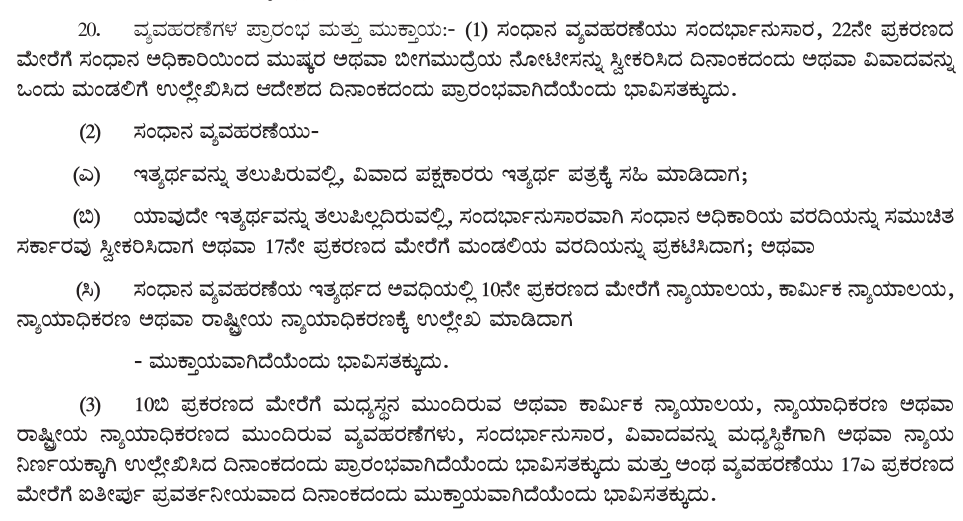 20. ವ್ಯವಹರಣೆಗಳ ಪ್ರಾರಂಭ ಮತ್ತು ಮುಕ್ತಾಯ:- (1) ಸಂಧಾನ ವ್ಯವಹರಣೆಯು ಸಂದರ್ಭಾನುಸಾರ, 22ನೇ ಪ್ರಕರಣದ
ಮೇರೆಗೆ ಸಂಧಾನ ಅಧಿಕಾರಿಯಿಂದ ಮುಷ್ಕರ ಅಥವಾ ಬೀಗಮುದ್ರೆಯ ನೋಟೀಸನ್ನು ಸ್ವೀಕರಿಸಿದ ದಿನಾಂಕದಂದು ಅಥವಾ ವಿವಾದವನ್ನು
ಒಂದು ಮಂಡಲಿಗೆ ಉಲ್ಲೇಖಿಸಿದ ಆದೇಶದ ದಿನಾಂಕದಂದು ಪ್ರಾರಂಭವಾಗಿದೆಯೆಂದು ಭಾವಿಸತಕ್ಕುದು.
(2) ಸಂಧಾನ ವ್ಯವಹರಣೆಯು-
(ಎ) ಇತ್ಯರ್ಥವನ್ನು ತಲುಪಿರುವಲ್ಲಿ, ವಿವಾದ ಪಕ್ಷಕಾರರು ಇತ್ಯರ್ಥ ಪತ್ರಕ್ಕೆ ಸಹಿ ಮಾಡಿದಾಗ;
(ಬಿ) ಯಾವುದೇ ಇತ್ಯರ್ಥವನ್ನು ತಲುಪಿಲ್ಲದಿರುವಲ್ಲಿ, ಸಂದರ್ಭಾನುಸಾರವಾಗಿ ಸಂಧಾನ ಅಧಿಕಾರಿಯ ವರದಿಯನ್ನು ಸಮುಚಿತ
ಸರ್ಕಾರವು ಸ್ವೀಕರಿಸಿದಾಗ ಅಥವಾ 17ನೇ ಪ್ರಕರಣದ ಮೇರೆಗೆ ಮಂಡಲಿಯ ವರದಿಯನ್ನು ಪ್ರಕಟಿಸಿದಾಗ; ಅಥವಾ
(ಸಿ) ಸಂಧಾನ ವ್ಯವಹರಣೆಯ ಇತ್ಯರ್ಥದ ಅವಧಿಯಲ್ಲಿ 10ನೇ ಪ್ರಕರಣದ ಮೇರೆಗೆ ನ್ಯಾಯಾಲಯ, ಕಾರ್ಮಿಕ ನ್ಯಾಯಾಲಯ,
ನ್ಯಾಯಾಧಿಕರಣ ಅಥವಾ ರಾಷ್ಟ್ರೀಯ ನ್ಯಾಯಾಧಿಕರಣಕ್ಕೆ ಉಲ್ಲೇಖ ಮಾಡಿದಾಗ
- ಮುಕ್ತಾಯವಾಗಿದೆಯೆಂದು ಭಾವಿಸತಕ್ಕುದು.
(3) 10ಬಿ ಪ್ರಕರಣದ ಮೇರೆಗೆ ಮಧ್ಯಸ್ಥನ ಮುಂದಿರುವ ಅಥವಾ ಕಾರ್ಮಿಕ ನ್ಯಾಯಾಲಯ, ನ್ಯಾಯಾಧಿಕರಣ ಅಥವಾ
ರಾಷ್ಟ್ರೀಯ ನ್ಯಾಯಾಧಿಕರಣದ ಮುಂದಿರುವ ವ್ಯವಹರಣೆಗಳು, ಸಂದರ್ಭಾನುಸಾರ, ವಿವಾದವನ್ನು ಮಧ್ಯಸ್ಥಿಕೆಗಾಗಿ ಅಥವಾ ನ್ಯಾಯ
ನಿರ್ಣಯಕ್ಕಾಗಿ ಉಲ್ಲೇಖಿಸಿದ ದಿನಾಂಕದಂದು ಪ್ರಾರಂಭವಾಗಿದೆಯೆಂದು ಭಾವಿಸತಕ್ಕುದು ಮತ್ತು ಅಂಥ ವ್ಯವಹರಣೆಯು 17ಎ ಪ್ರಕರಣದ
ಮೇರೆಗೆ ಐತೀರ್ಪು ಪ್ರವರ್ತನೀಯವಾದ ದಿನಾಂಕದಂದು ಮುಕ್ತಾಯವಾಗಿದೆಯೆಂದು ಭಾವಿಸತಕ್ಕುದು.